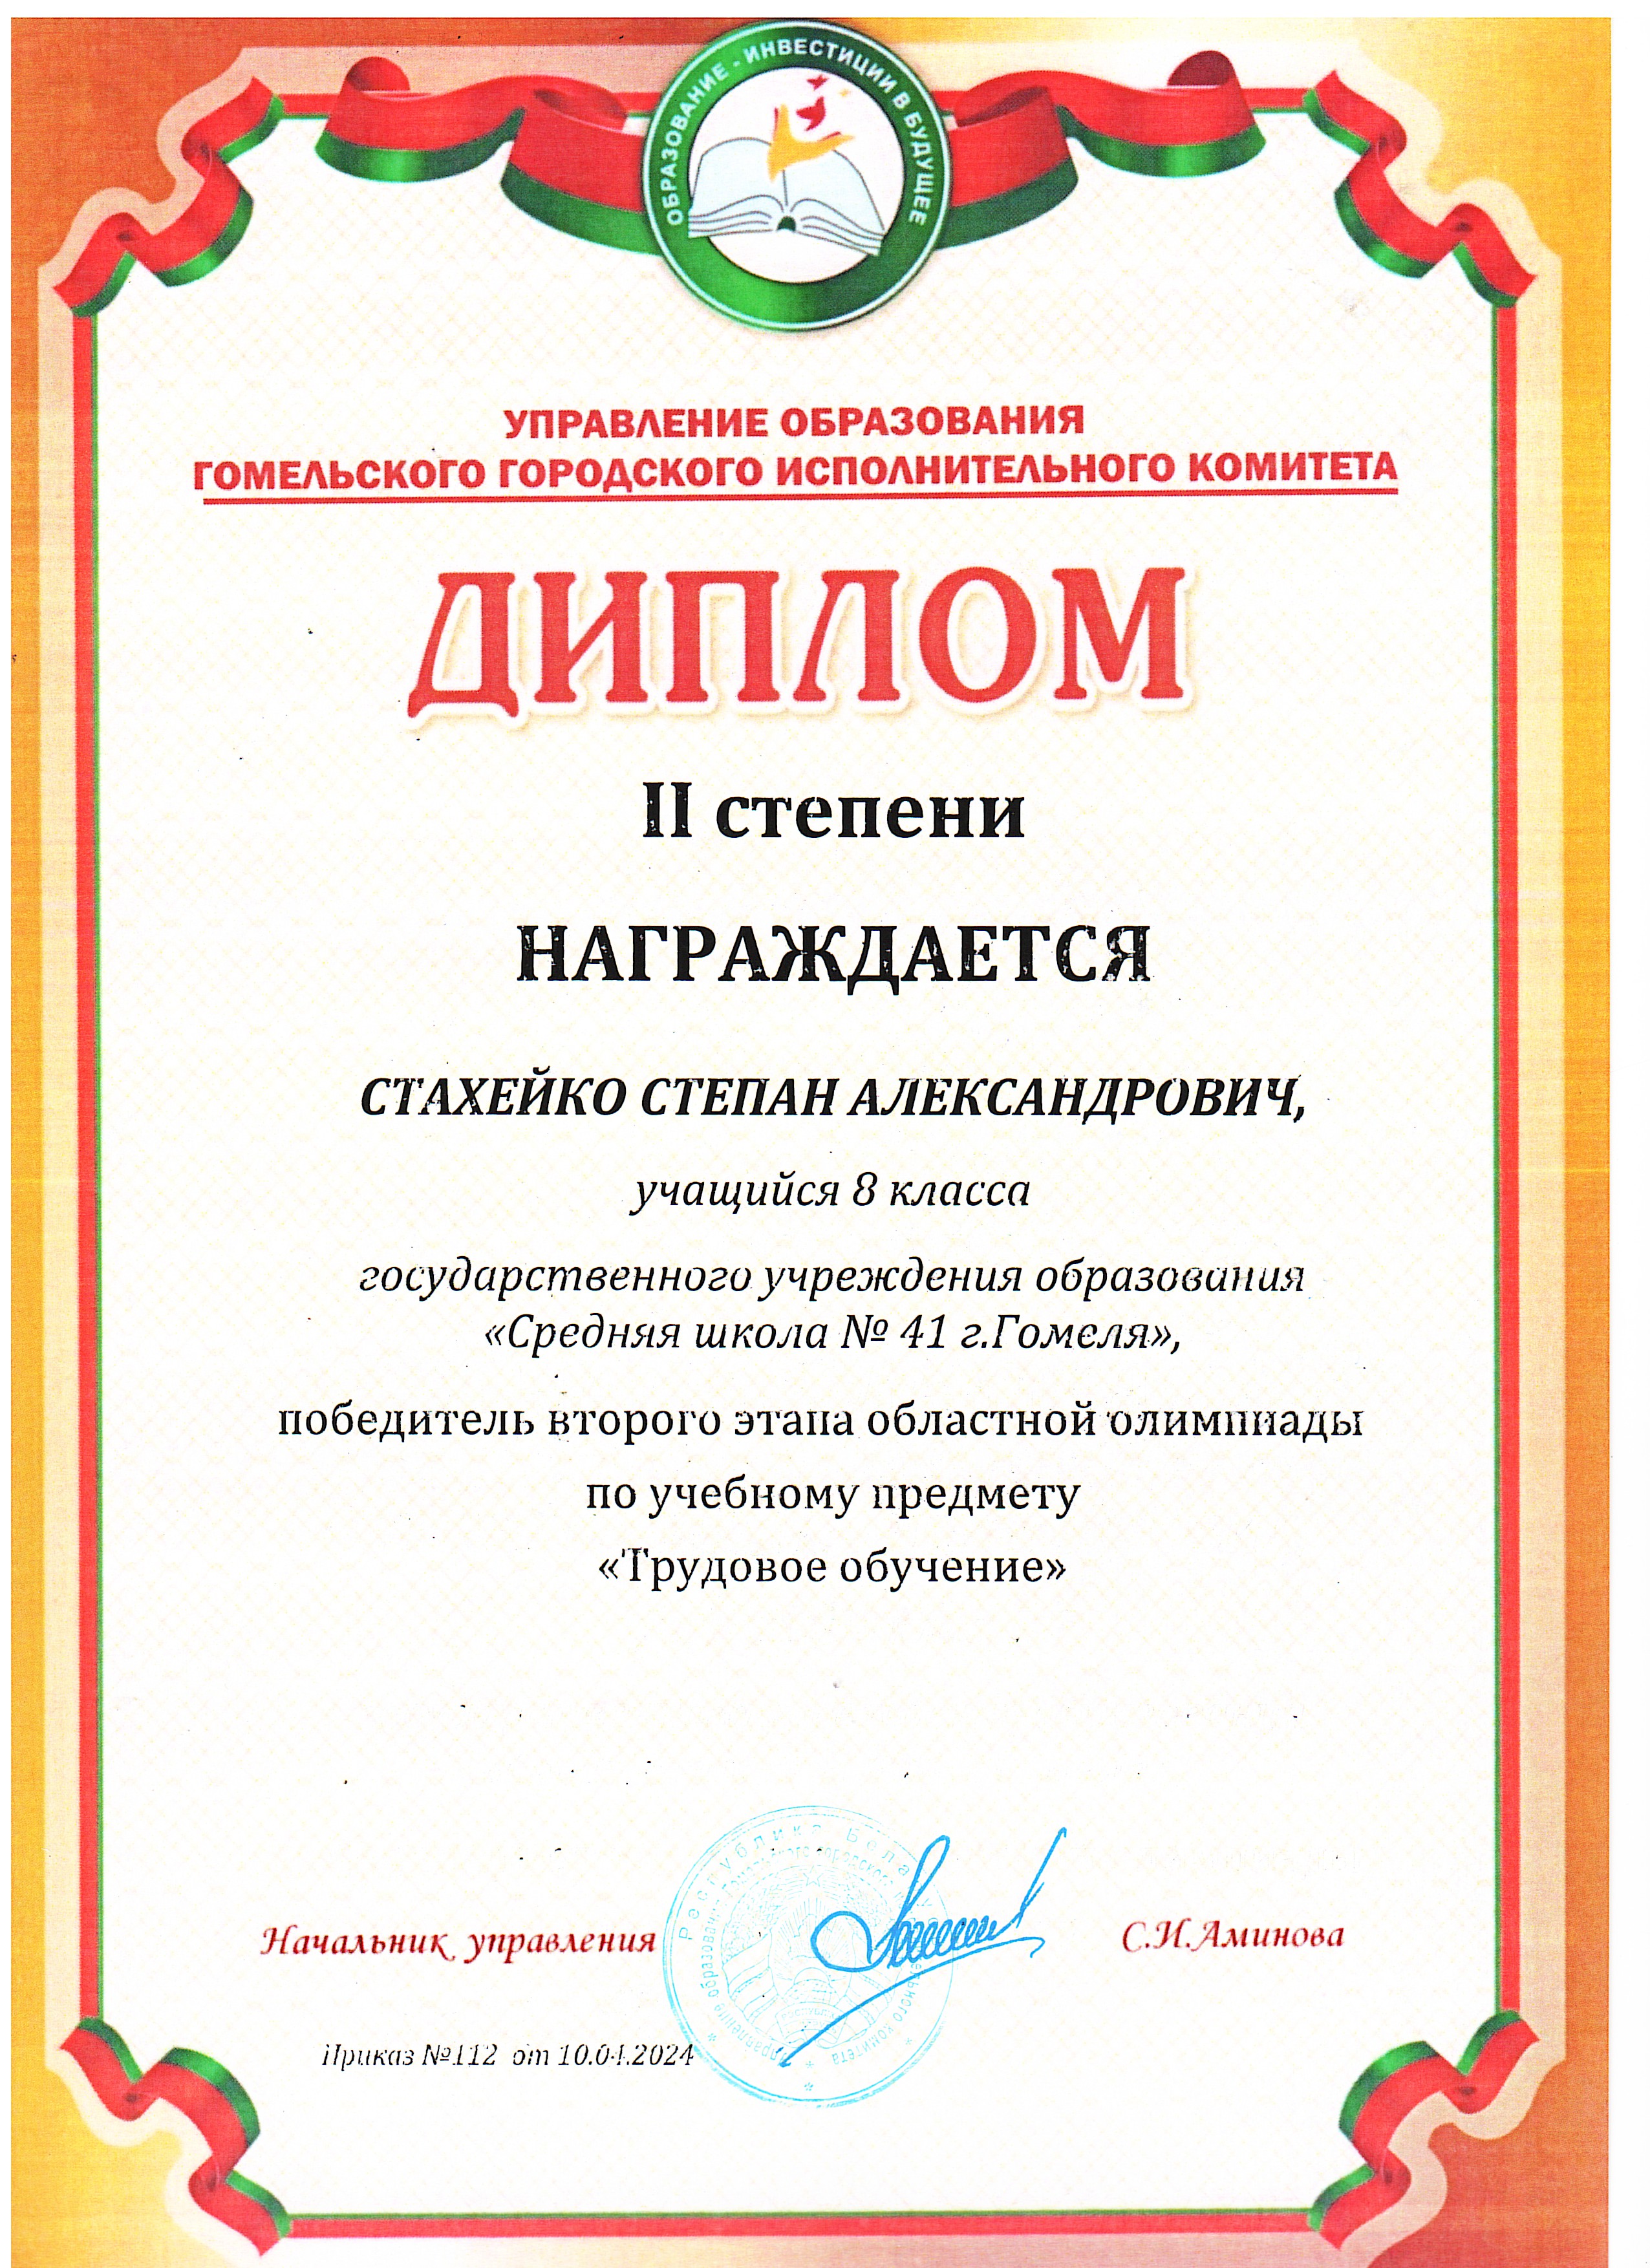 ОБРАЗОВАНИЕ - ИНВЕСТИЦИИ В БУДУЩЕЕ
УПРАВЛЕНИЕ ОБРАЗОВАНИЯ
ГОМЕЛЬСКОГО ГОРОДСКОГО ИСПОЛНИТЕЛЬНОГО КОМИТЕТА
ДИПЛОМ
II степени
НАГРАЖДАЕТСЯ
СТАХЕЙКО СТЕПАН АЛЕКСАНДРОВИЧ,
учащийся 8 класса
государственного учреждения образования
«Средняя школа № 41 г.Гомеля»,
победитель второго этапа областной олимпиады
по учебному предмету
«Трудовое обучение»
Начальник управления С.И.Аминова
Приказ №112 от 10.04.2024